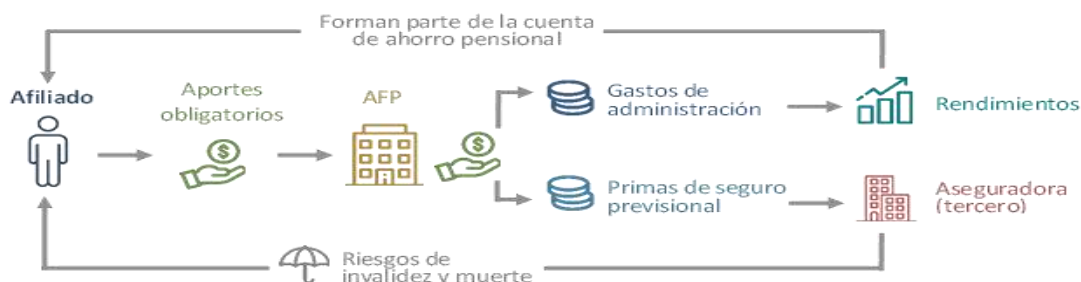 Forman parte de la cuenta
de ahorro pensional
Afiliado
Aportes
obligatorios
AFP
Gastos de
administración
Rendimientos
Primas de seguro
previsional
Aseguradora
(tercero)
Riesgos de
invalidez y muerte